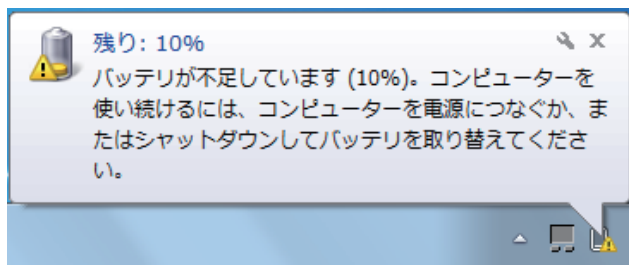 残り: 10%
バッテリが不足しています (10%)。コンピューターを
使い続けるには、コンピューターを電源につなぐか、ま
たはシャットダウンしてバッテリを取り替えてくださ
い。